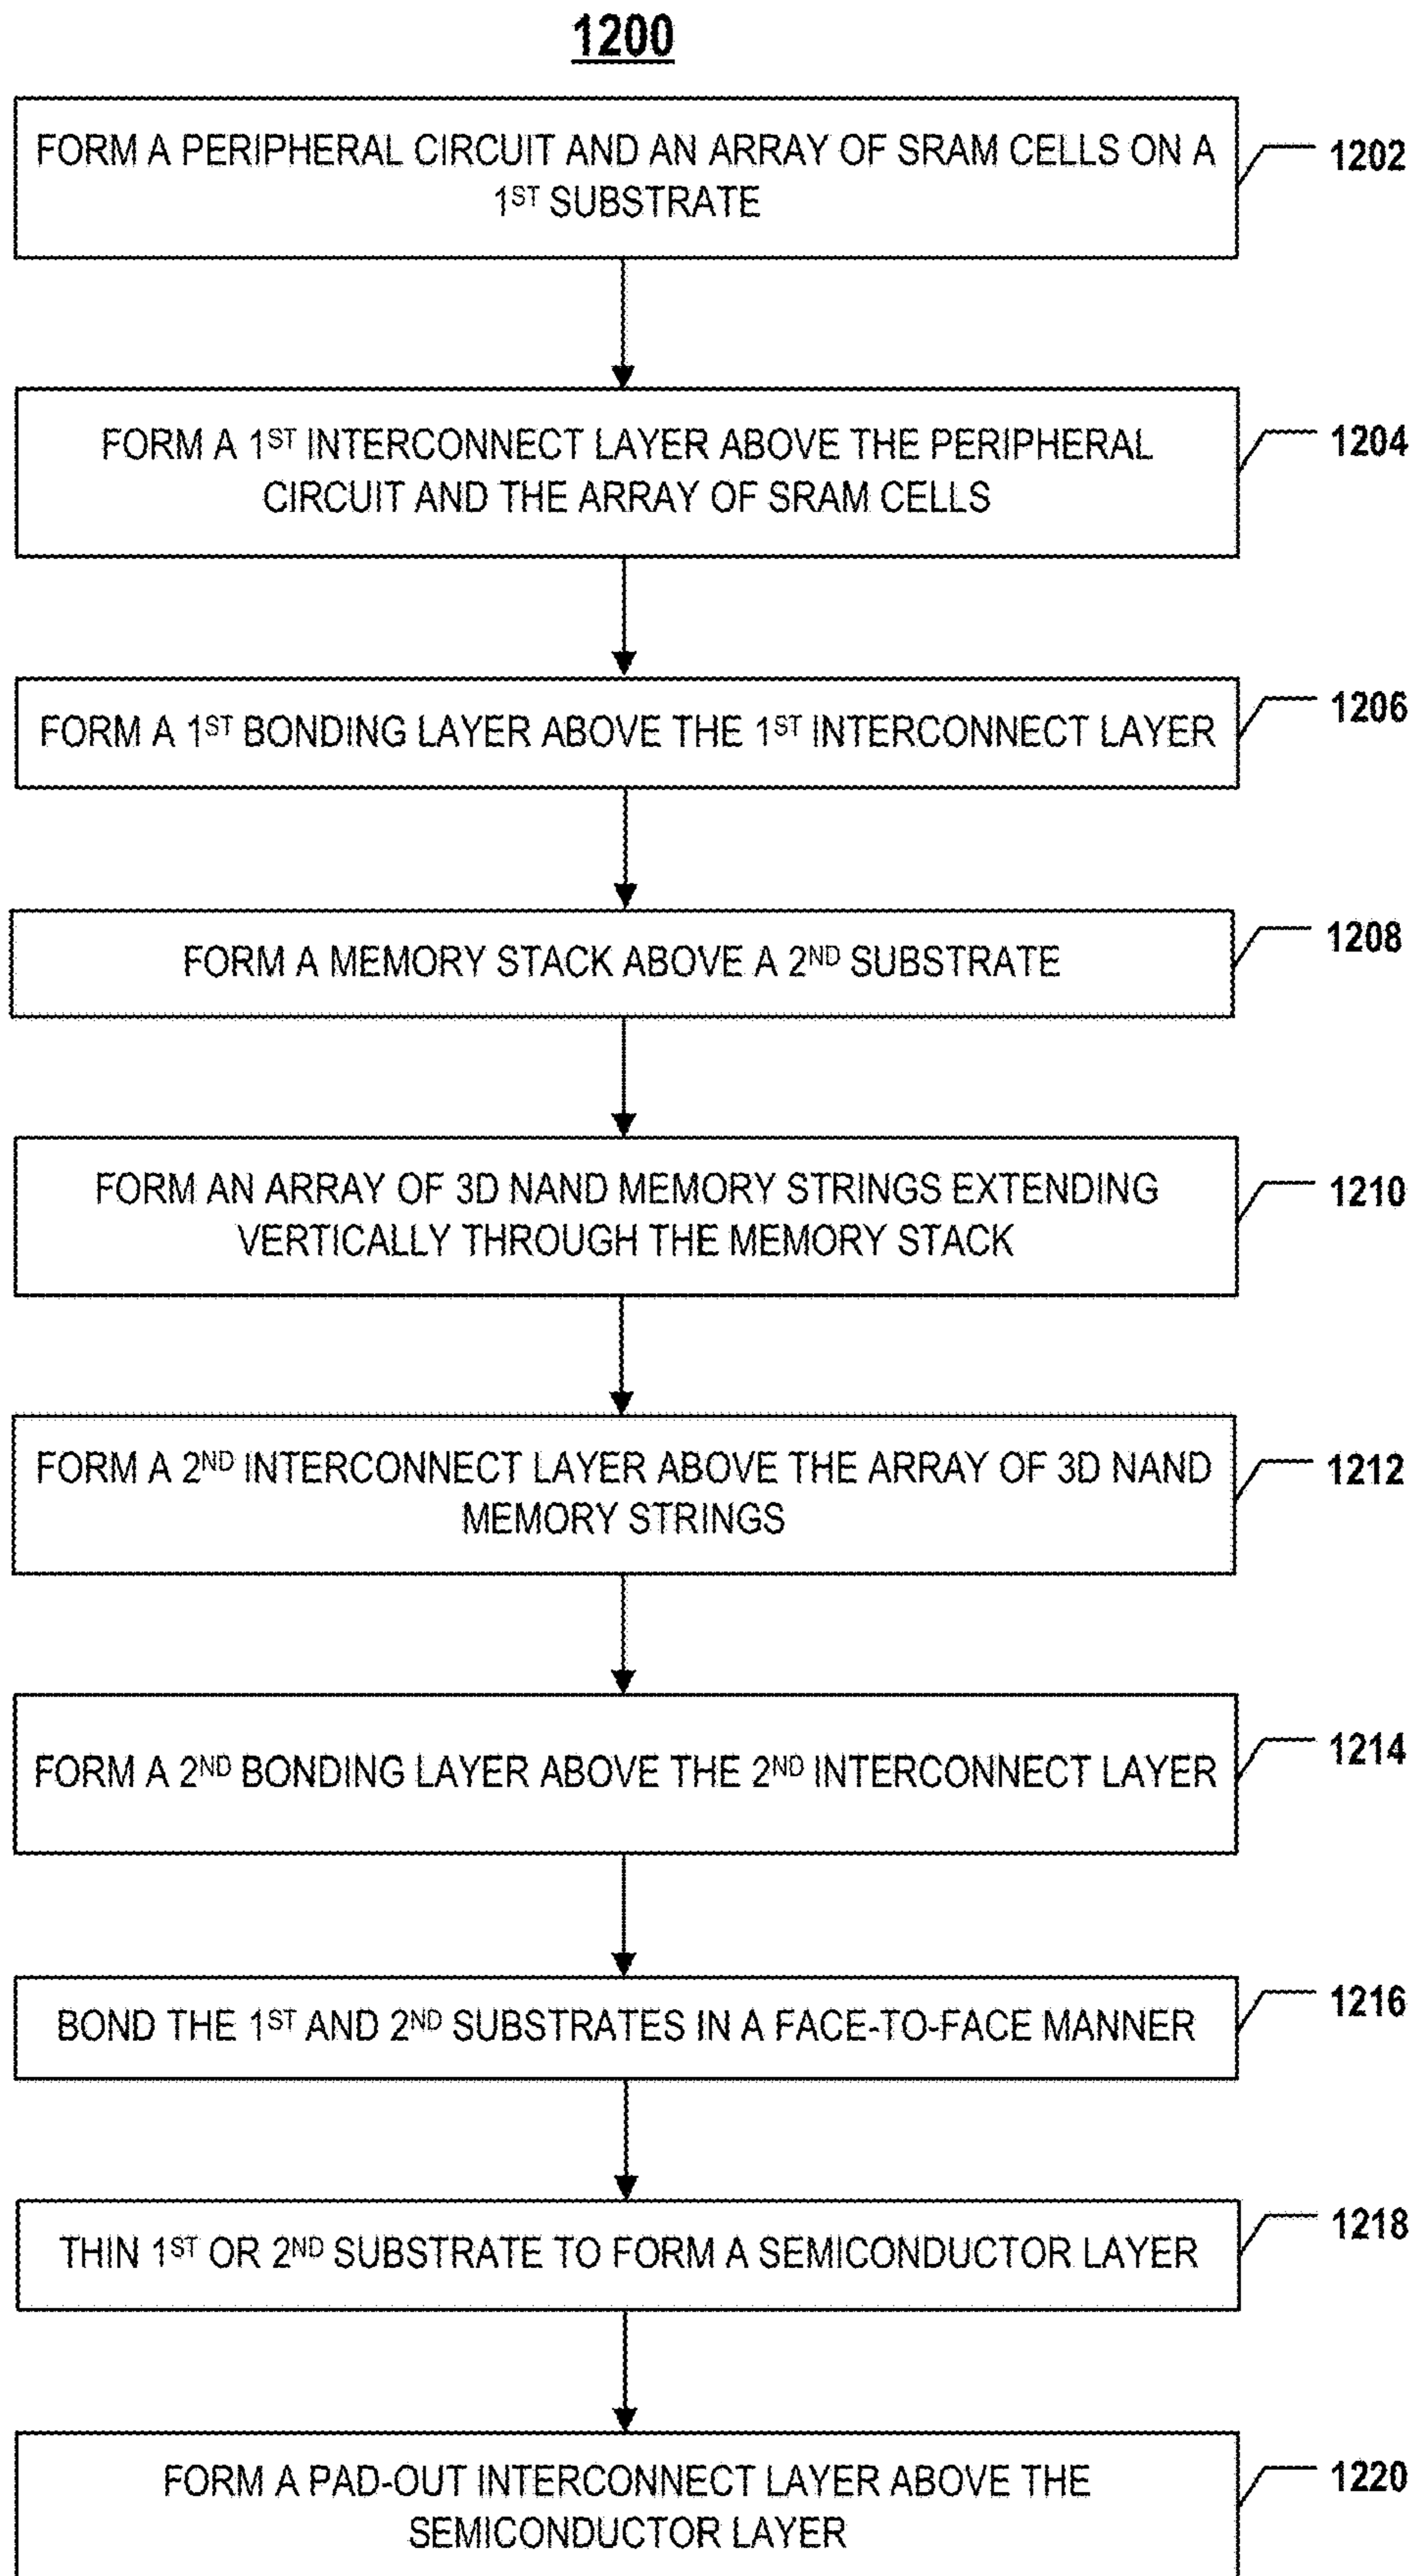 1200
FORM A PERIPHERAL CIRCUIT AND AN ARRAY OF SRAM CELLS ON A
1ST SUBSTRATE
1202
FORM A 1ST INTERCONNECT LAYER ABOVE THE PERIPHERAL
CIRCUIT AND THE ARRAY OF SRAM CELLS
1204
FORM A 1ST BONDING LAYER ABOVE THE 1ST INTERCONNECT LAYER
1206
FORM A MEMORY STACK ABOVE A 2ND SUBSTRATE
1208
FORM AN ARRAY OF 3D NAND MEMORY STRINGS EXTENDING
VERTICALLY THROUGH THE MEMORY STACK
1210
FORM A 2ND INTERCONNECT LAYER ABOVE THE ARRAY OF 3D NAND
MEMORY STRINGS
1212
FORM A 2ND BONDING LAYER ABOVE THE 2ND INTERCONNECT LAYER
1214
BOND THE 1ST AND 2ND SUBSTRATES IN A FACE-TO-FACE MANNER
1216
THIN 1ST OR 2ND SUBSTRATE TO FORM A SEMICONDUCTOR LAYER
1218
FORM A PAD-OUT INTERCONNECT LAYER ABOVE THE
SEMICONDUCTOR LAYER
1220